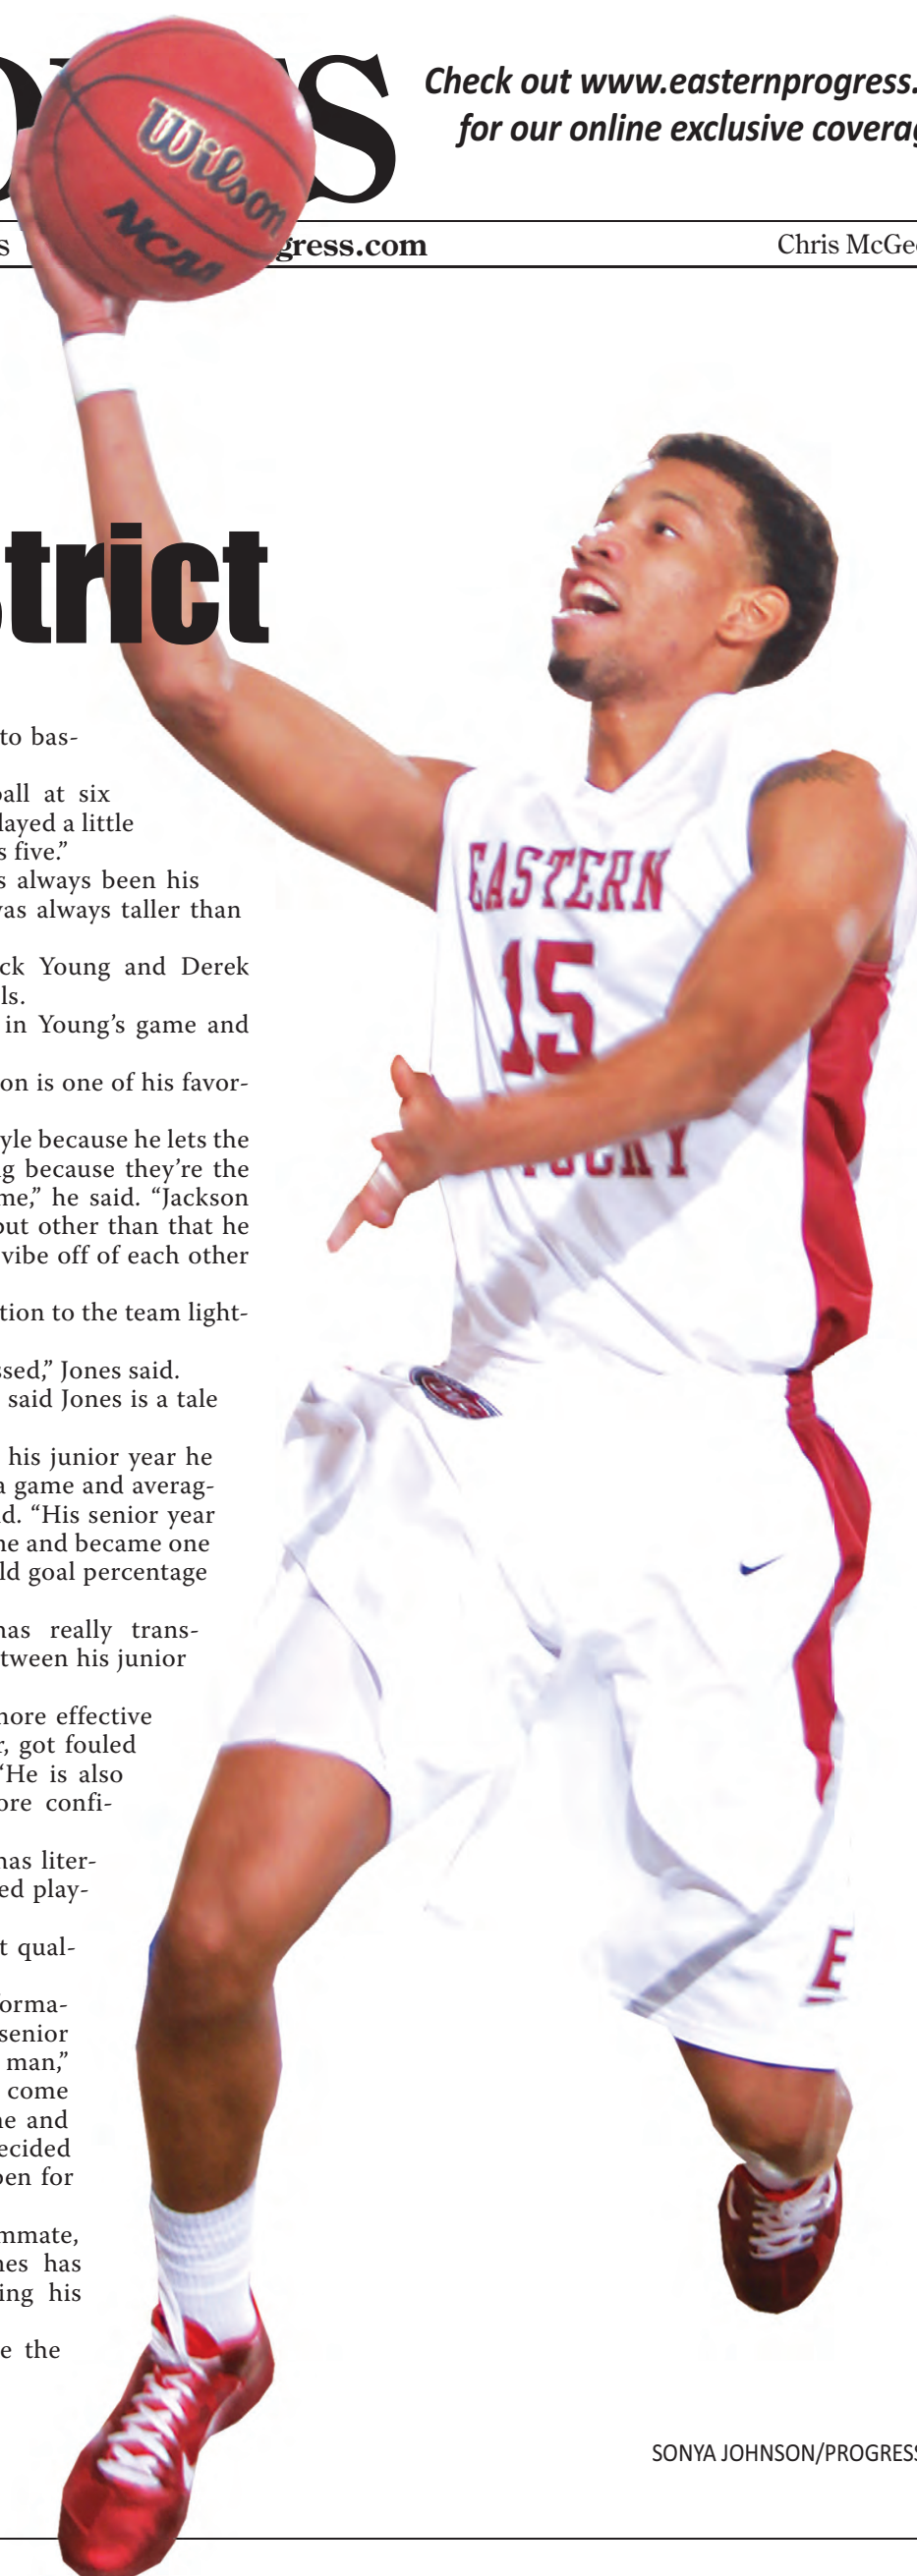 Check out www.easternprogress.
for our online exclusive coverag
gress.com
Chris McGee
Wilson
NCAA
trict
to bas-
all at six
layed a little
s five.”
s always been his
was always taller than
ck Young and Derek
ls.
in Young’s game and
on is one of his favor-
yle because he lets the
g because they’re the
me,” he said. “Jackson
out other than that he
vibe off of each other
tion to the team light-
ssed,” Jones said.
said Jones is a tale
his junior year he
a game and averag-
d. “His senior year
ne and became one
ld goal percentage
has really trans-
tween his junior
more effective
r, got fouled
“He is also
ore confi-
has liter-
ed play-
t qual-
orma-
senior
man,”
come
ne and
ecided
pen for
mmate,
nes has
ing his
e the
EASTERN
15
UCKY
E
SONYA JOHNSON/PROGRESS